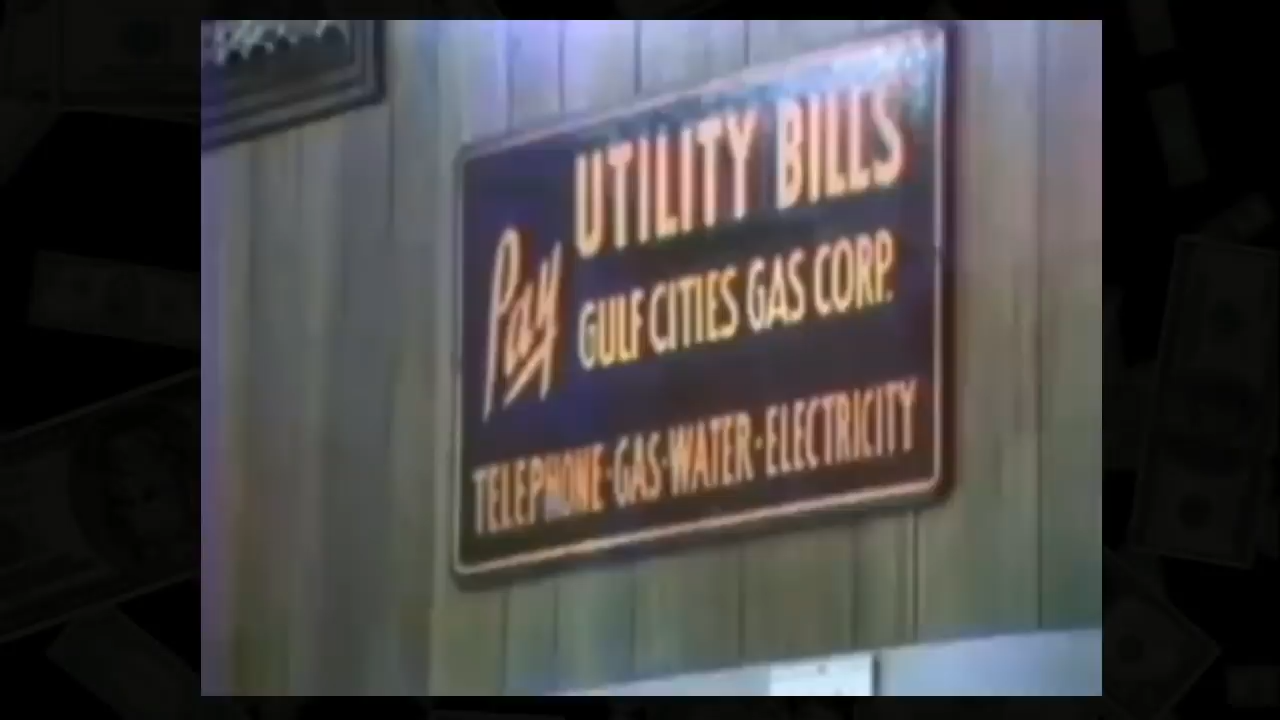 UTILITY BILLS
Pay
GULF CITIES GAS CORP.
TELEPHONE·GAS·WATER·ELECTRICITY